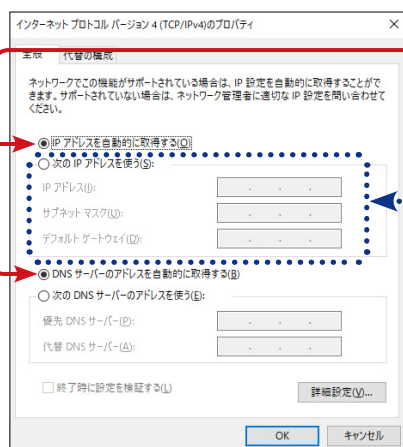 インターネット プロトコル バージョン 4 (TCP/IPv4)のプロパティ
全般
代替の構成
ネットワークでこの機能がサポートされている場合は、IP 設定を自動的に取得することがで
きます。サポートされていない場合は、ネットワーク管理者に適切な IP 設定を問い合わせて
ください。
IP アドレスを自動的に取得する(O)
次の IP アドレスを使う(S):
IP アドレス(I):
サブネット マスク(U):
デフォルト ゲートウェイ(D):
DNS サーバーのアドレスを自動的に取得する(B)
次の DNS サーバーのアドレスを使う(E):
優先 DNS サーバー(P):
代替 DNS サーバー(A):
終了時に設定を検証する(L)
詳細設定(V)...
OK
キャンセル